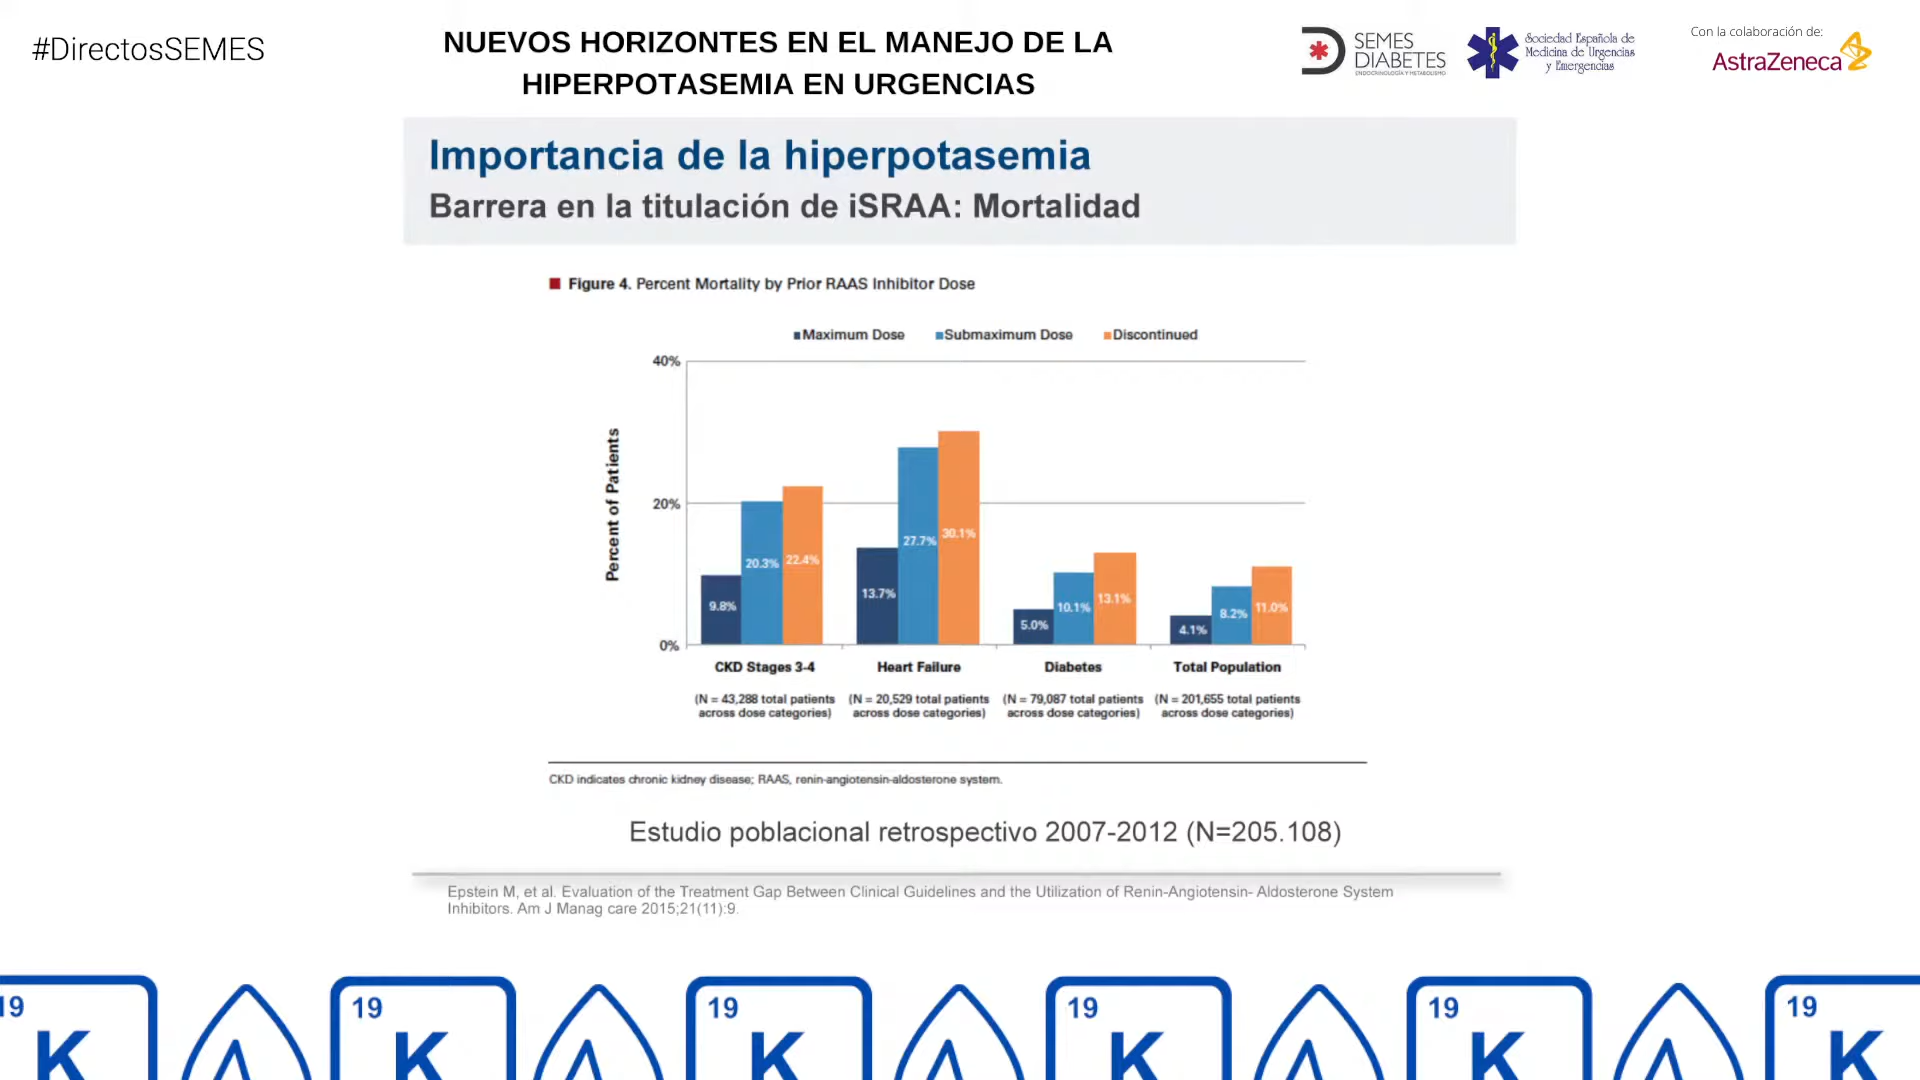 #DirectosSEMES
NUEVOS HORIZONTES EN EL MANEJO DE LA
HIPERPOTASEMIA EN URGENCIAS
SEMES
DIABETES
ENDOCRINOLOGÍA Y METABOLISMO
Sociedad Española de
Medicina de Urgencias
y Emergencias
Con la colaboración de:
AstraZeneca
Importancia de la hiperpotasemia
Barrera en la titulación de iSRAA: Mortalidad
Figure 4. Percent Mortality by Prior RAAS Inhibitor Dose
Maximum Dose Submaximum Dose Discontinued
40%
20%
0%
Percent of Patients
9.8% 20.3% 22.4%
13.7% 27.7% 30.1%
5.0% 10.1% 13.1%
4.1% 8.2% 11.0%
CKD Stages 3-4 Heart Failure Diabetes Total Population
(N = 43,288 total patients (N = 20,529 total patients (N = 79,087 total patients (N = 201,655 total patients
across dose categories) across dose categories) across dose categories) across dose categories)
CKD indicates chronic kidney disease; RAAS, renin-angiotensin-aldosterone system.
Estudio poblacional retrospectivo 2007-2012 (N=205.108)
Epstein M, et al. Evaluation of the Treatment Gap Between Clinical Guidelines and the Utilization of Renin-Angiotensin- Aldosterone System
Inhibitors. Am J Manag care 2015;21(11):9.
19 19 19 19 19 19
K K K K K K